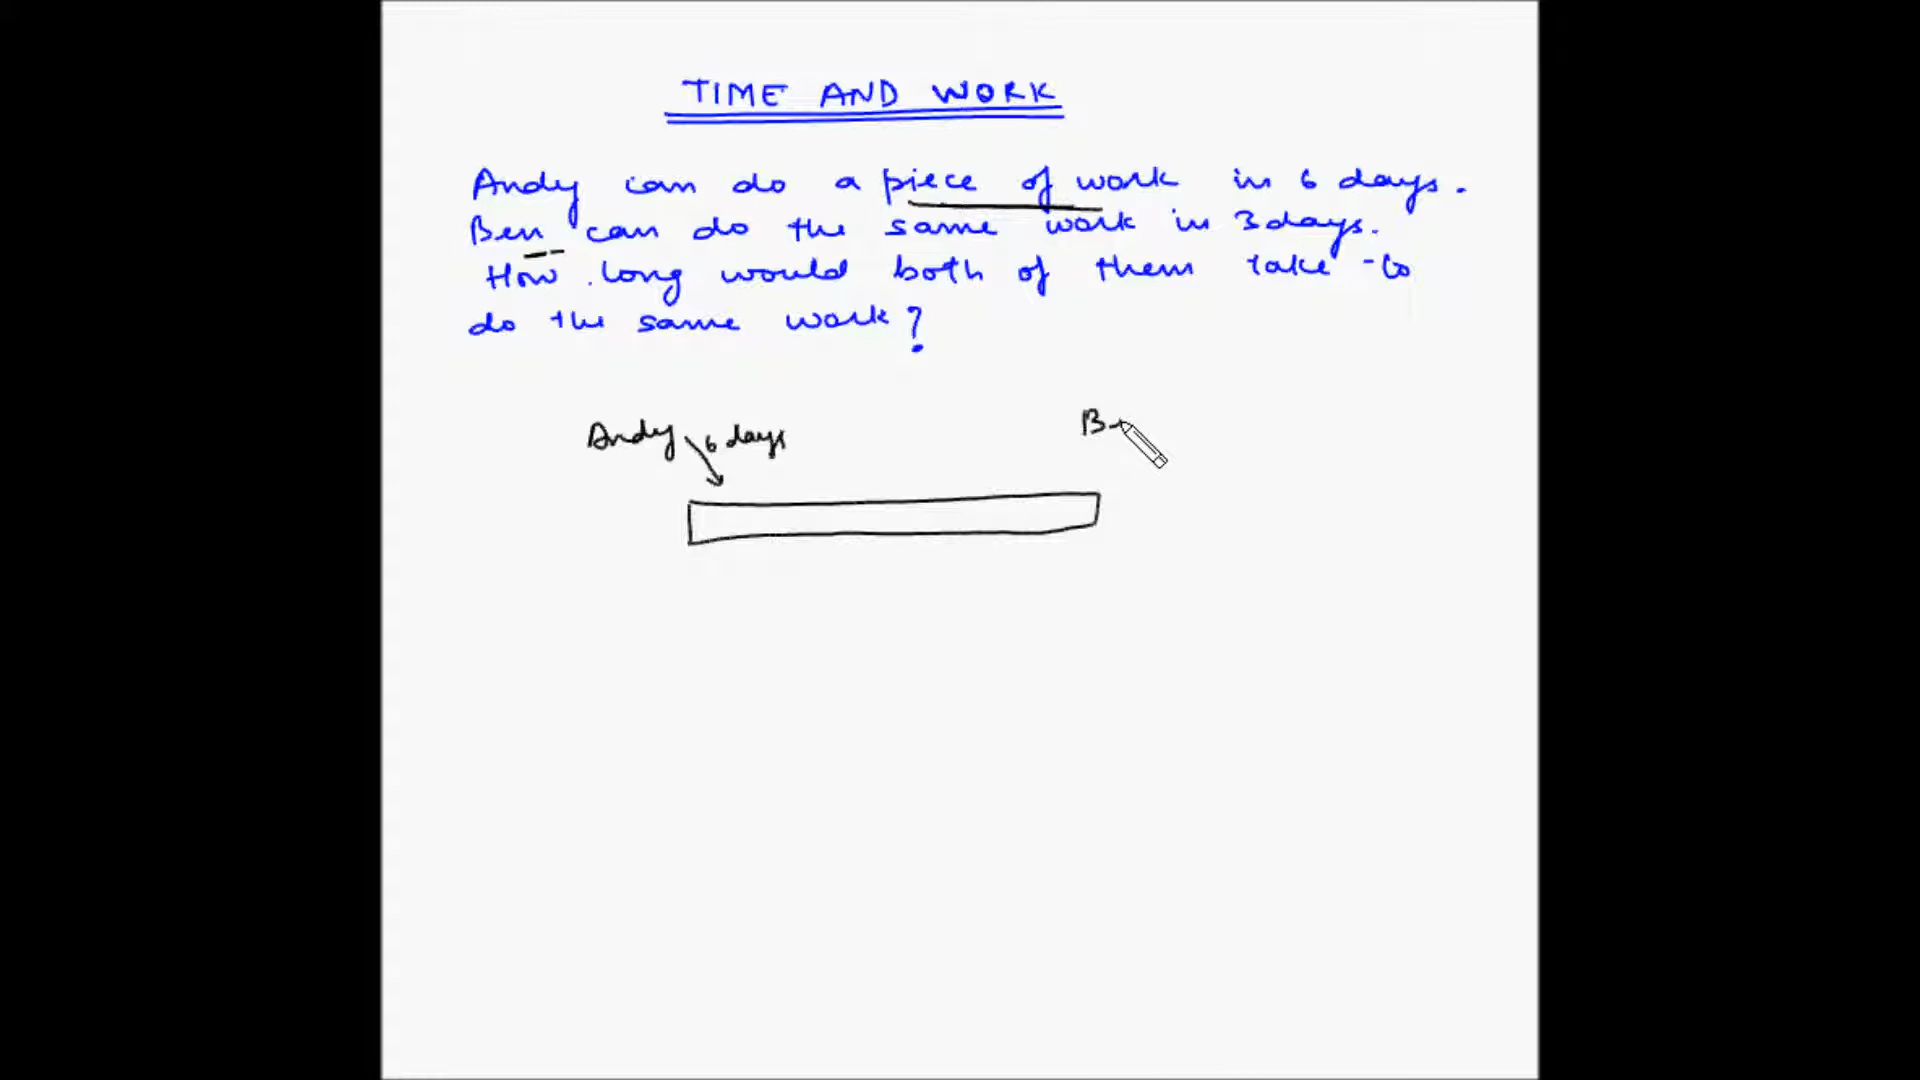 TIME AND WORK
Andy can do a piece of work in 6 days.
Ben can do the same work in 3 days.
How long would both of them take to
do the same work?
Andy 6 days
B